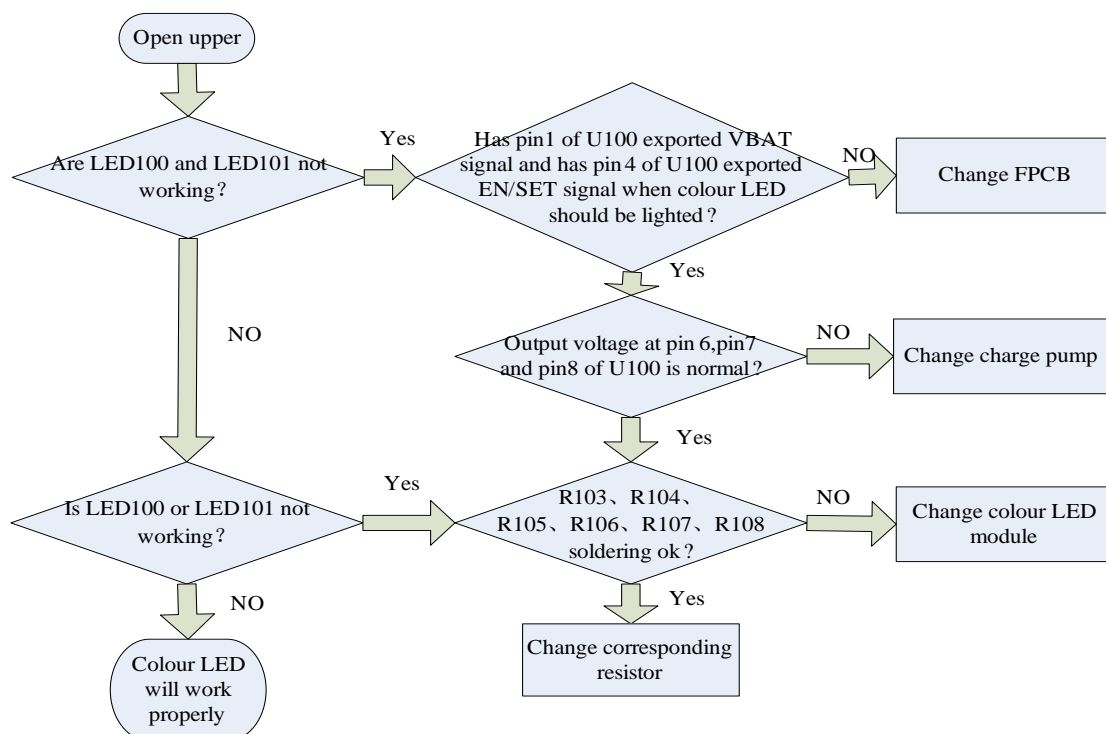 Open upper
Are LED100 and LED101 not
working?
Yes
Has pin1 of U100 exported VBAT
signal and has pin4 of U100 exported
EN/SET signal when colour LED
should be lighted?
NO
Change FPCB
Yes
NO
Output voltage at pin6,pin7
and pin8 of U100 is normal?
NO
Change charge pump
Yes
Is LED100 or LED101 not
working?
Yes
R103、R104、
R105、R106、R107、R108
soldering ok?
NO
Change colour LED
module
NO
Yes
Colour LED
will work
properly
Change corresponding
resistor